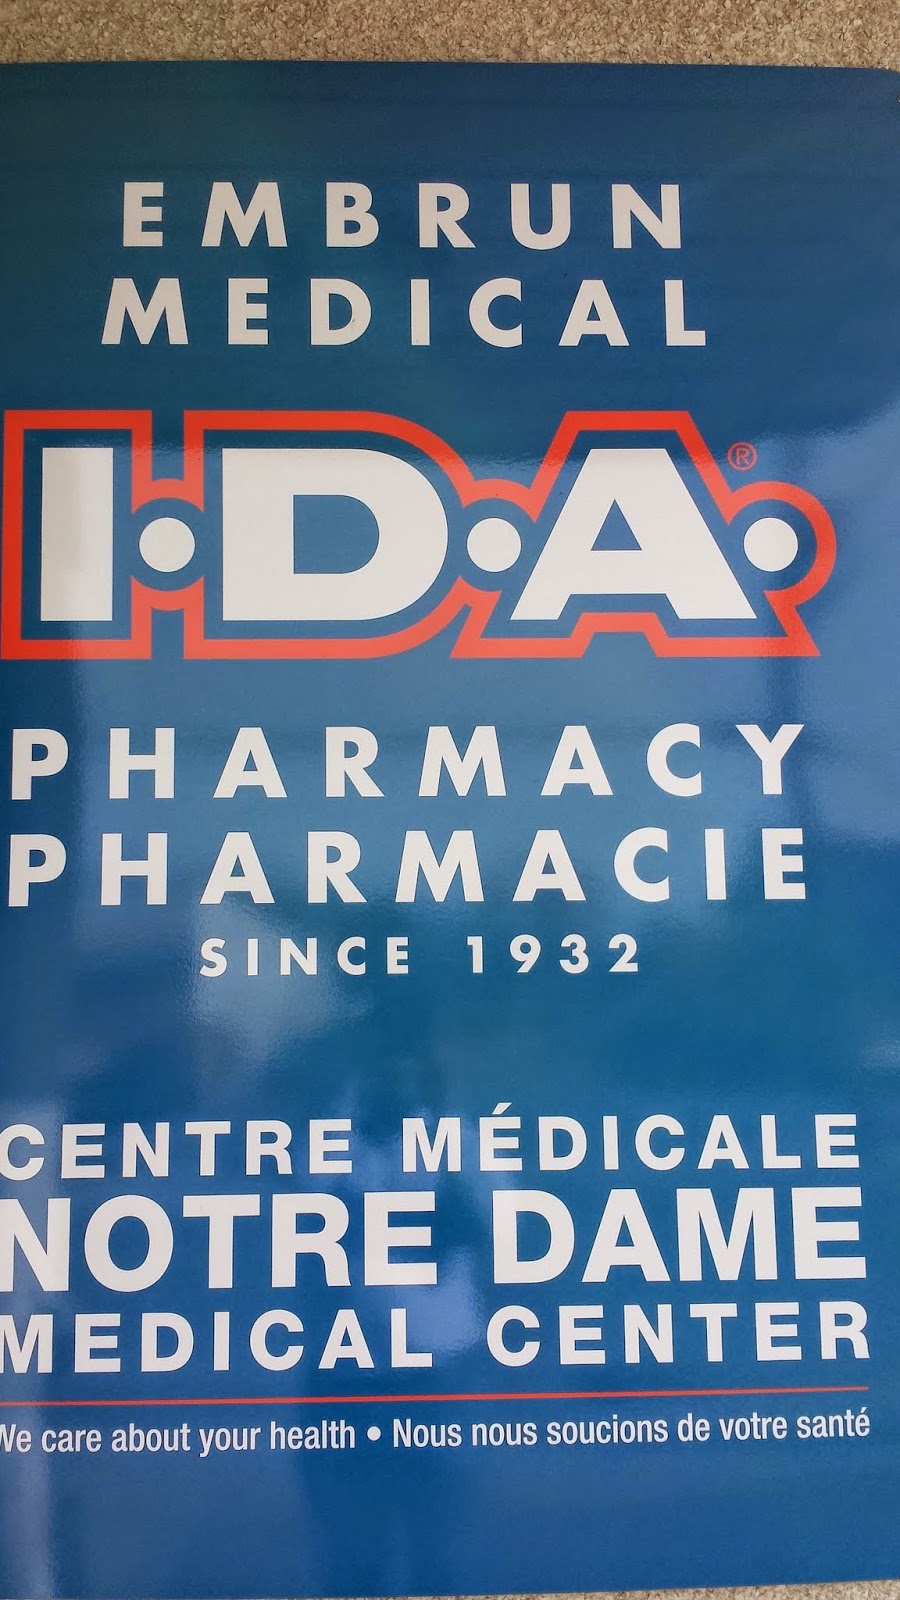 EMBRUN
MEDICAL
I·D·A·®
PHARMACY
PHARMACIE
SINCE 1932
CENTRE MÉDICALE
NOTRE DAME
MEDICAL CENTER
We care about your health • Nous nous soucions de votre santé